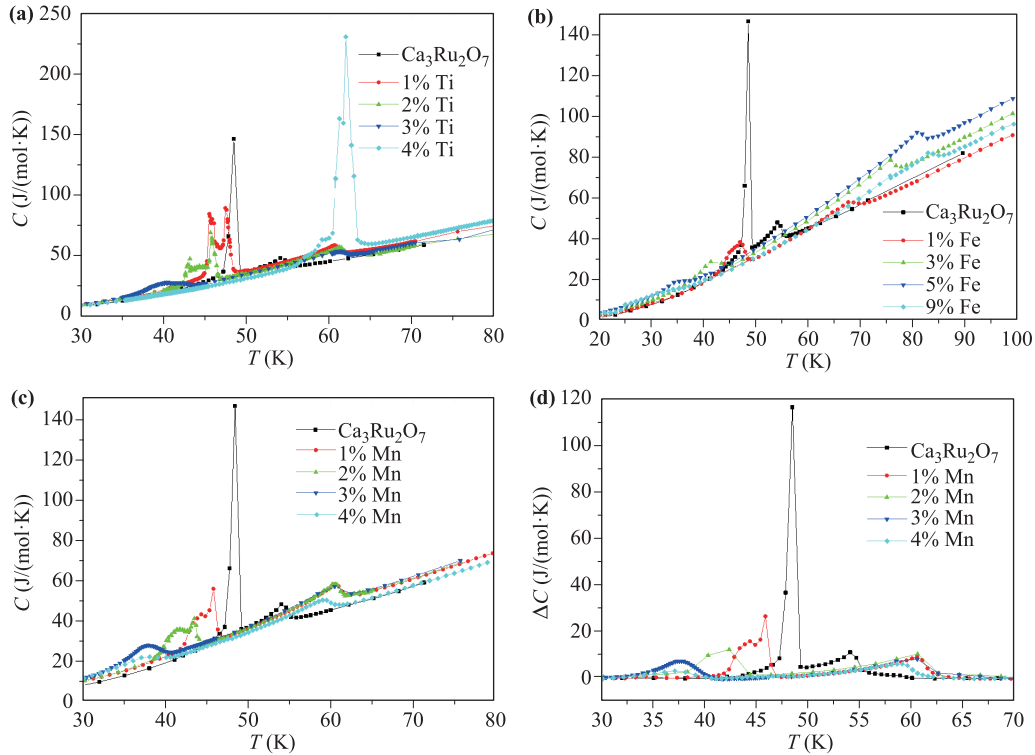 (a)
300
250
200
150
100
50
0
C (J/(mol·K))
30 40 50 60 70 80
T (K)
Ca3Ru2O7
1% Ti
2% Ti
3% Ti
4% Ti
(b)
140
120
100
80
60
40
20
0
C (J/(mol·K))
20 30 40 50 60 70 80 90 100
T (K)
Ca3Ru2O7
1% Fe
3% Fe
5% Fe
9% Fe
(c)
140
120
100
80
60
40
20
0
C (J/(mol·K))
30 40 50 60 70 80
T (K)
Ca3Ru2O7
1% Mn
2% Mn
3% Mn
4% Mn
(d)
120
100
80
60
40
20
0
ΔC (J/(mol·K))
30 35 40 45 50 55 60 65 70
T (K)
Ca3Ru2O7
1% Mn
2% Mn
3% Mn
4% Mn